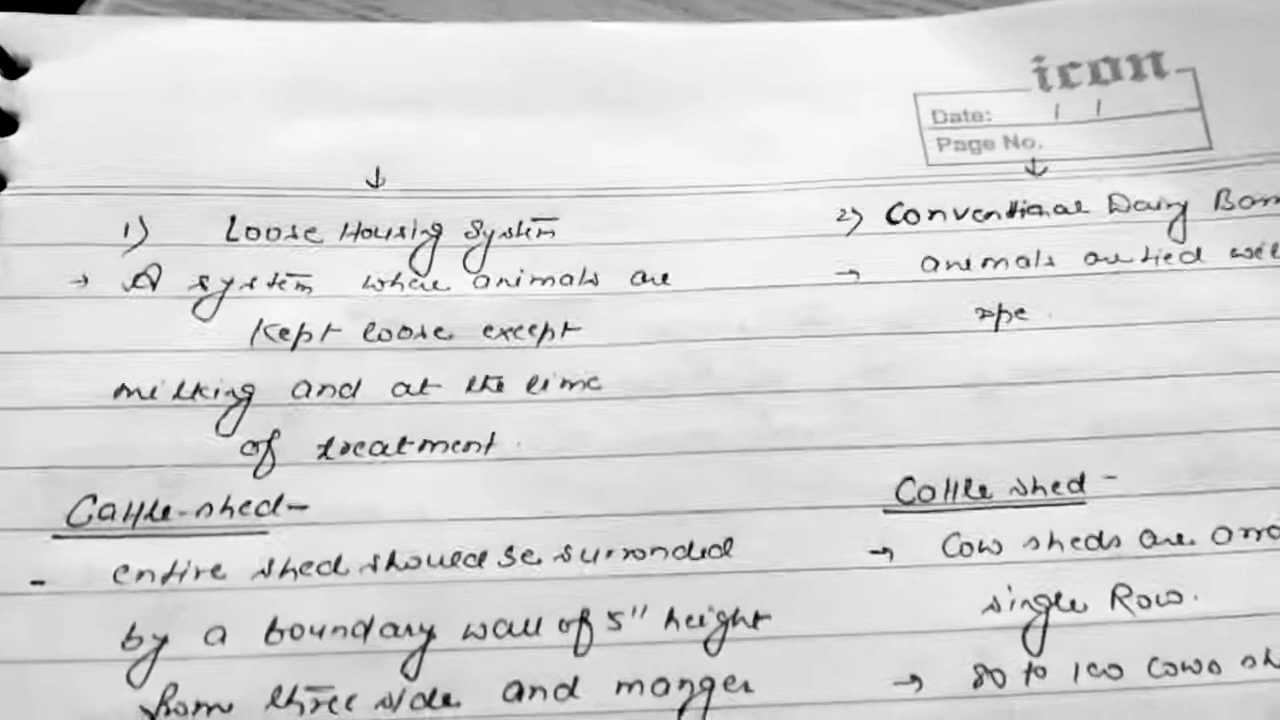 icon
Date: / /
Page No.
↓
↓
1) Loose Housing System
→ A system where animals are
kept loose except
milking and at the time
of treatment.
Cattle-shed-
- entire shed should be surronded
by a boundary wall of 5" height
from three side and manger
2) Conventional Dairy Barn
→ animals are tied
rope.
Cattle shed -
→ Cow sheds are
single Row.
→ 80 to 100 cows